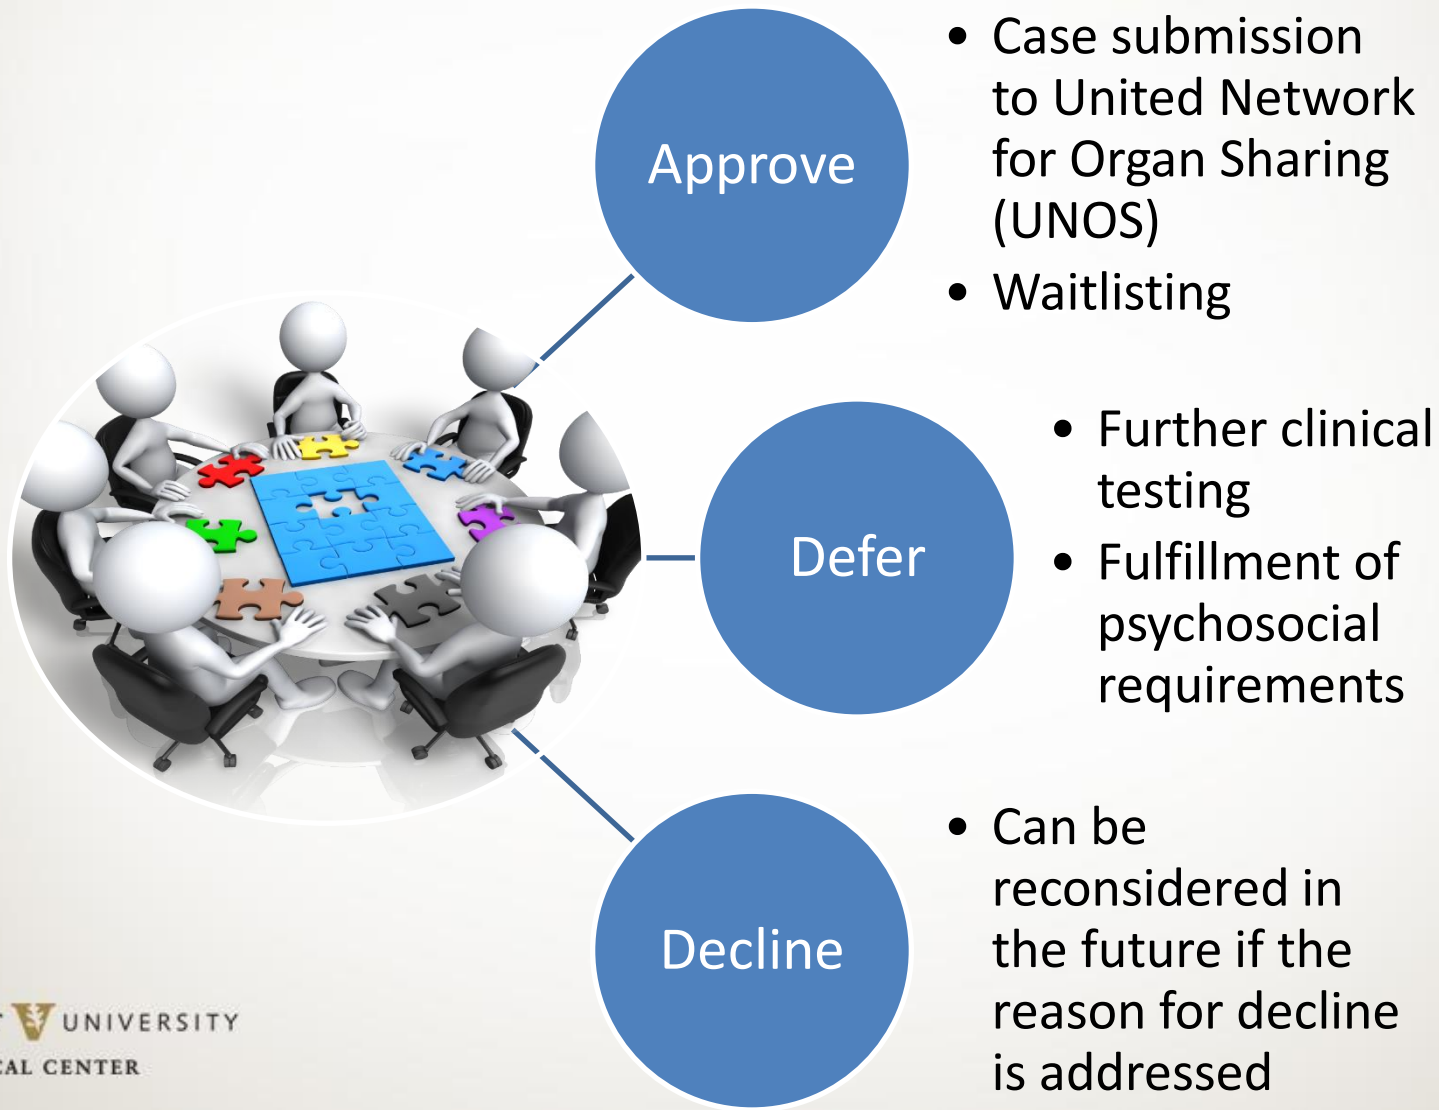 Approve
• Case submission
to United Network
for Organ Sharing
(UNOS)
• Waitlisting
Defer
• Further clinical
testing
• Fulfillment of
psychosocial
requirements
Decline
• Can be
reconsidered in
the future if the
reason for decline
is addressed
UNIVERSITY
CENTER